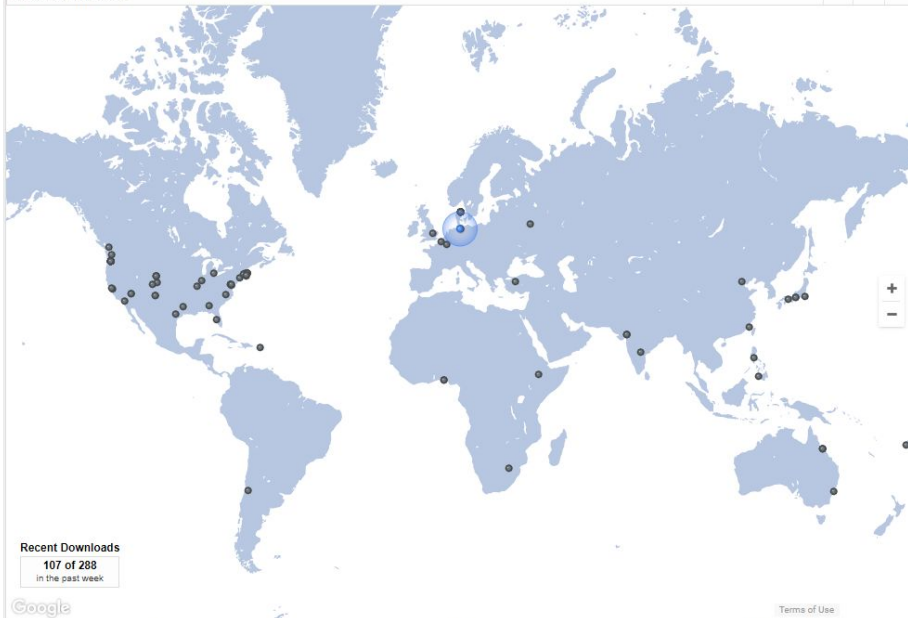 +
−
Recent Downloads
107 of 288
in the past week
Google
Terms of Use